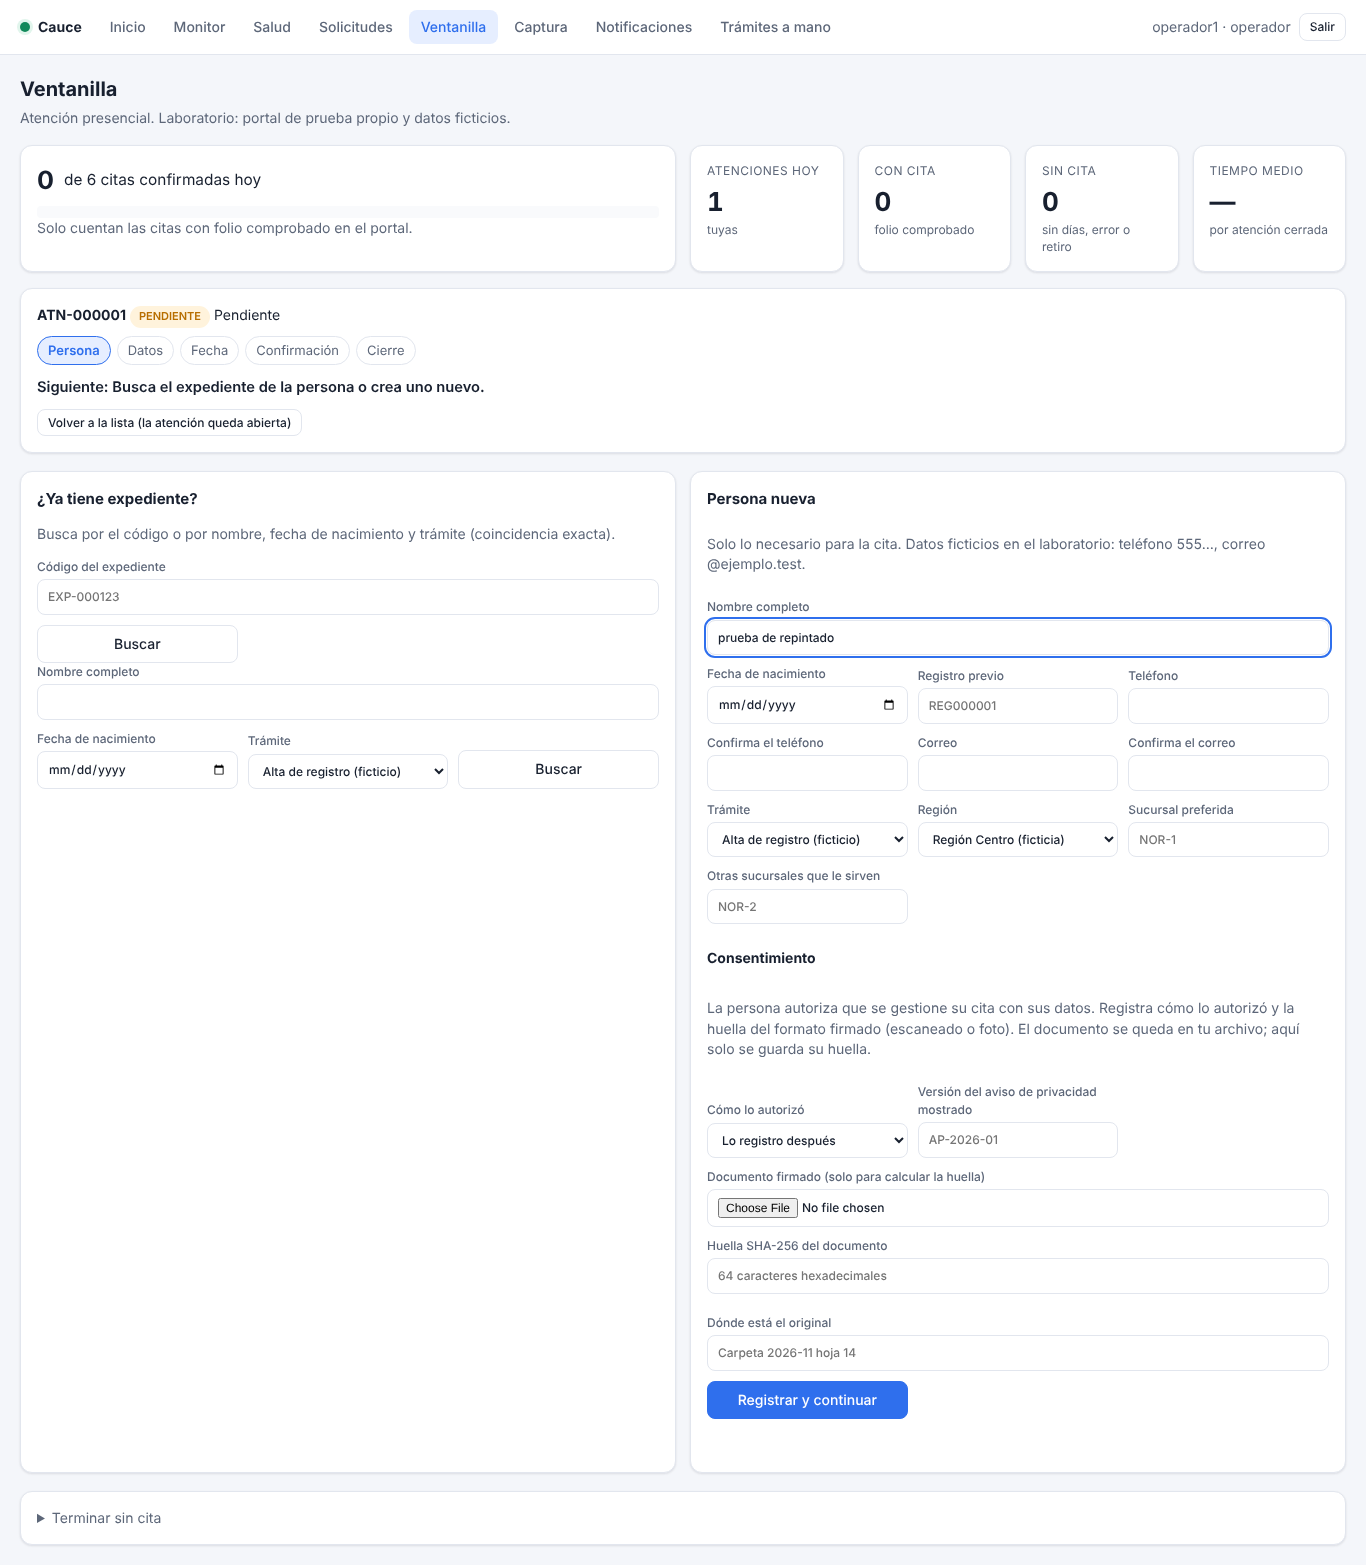 Cauce Inicio Monitor Salud Solicitudes Ventanilla Captura Notificaciones Trámites a mano operador1 · operador Salir
Ventanilla
Atención presencial. Laboratorio: portal de prueba propio y datos ficticios.
0 de 6 citas confirmadas hoy
Solo cuentan las citas con folio comprobado en el portal.
ATENCIONES HOY
1
tuyas
CON CITA
0
folio comprobado
SIN CITA
0
sin días, error o
retiro
TIEMPO MEDIO
—
por atención cerrada
ATN-000001 PENDIENTE Pendiente
Persona Datos Fecha Confirmación Cierre
Siguiente: Busca el expediente de la persona o crea uno nuevo.
Volver a la lista (la atención queda abierta)
¿Ya tiene expediente?
Busca por el código o por nombre, fecha de nacimiento y trámite (coincidencia exacta).
Código del expediente
EXP-000123
Buscar
Nombre completo
Fecha de nacimiento Trámite
mm/dd/yyyy Alta de registro (ficticio) Buscar
Persona nueva
Solo lo necesario para la cita. Datos ficticios en el laboratorio: teléfono 555..., correo
@ejemplo.test.
Nombre completo
prueba de repintado
Fecha de nacimiento Registro previo Teléfono
mm/dd/yyyy REG000001
Confirma el teléfono Correo Confirma el correo
Trámite Región Sucursal preferida
Alta de registro (ficticio) Región Centro (ficticia) NOR-1
Otras sucursales que le sirven
NOR-2
Consentimiento
La persona autoriza que se gestione su cita con sus datos. Registra cómo lo autorizó y la
huella del formato firmado (escaneado o foto). El documento se queda en tu archivo; aquí
solo se guarda su huella.
Cómo lo autorizó
Lo registro después
Versión del aviso de privacidad
mostrado
AP-2026-01
Documento firmado (solo para calcular la huella)
Choose File No file chosen
Huella SHA-256 del documento
64 caracteres hexadecimales
Dónde está el original
Carpeta 2026-11 hoja 14
Registrar y continuar
Terminar sin cita